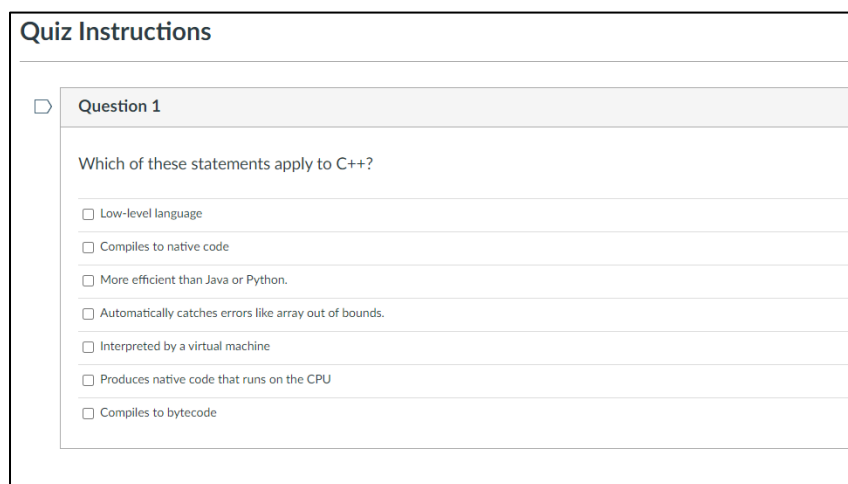 Quiz Instructions
Question 1
Which of these statements apply to C++?
Low-level language
Compiles to native code
More efficient than Java or Python.
Automatically catches errors like array out of bounds.
Interpreted by a virtual machine
Produces native code that runs on the CPU
Compiles to bytecode